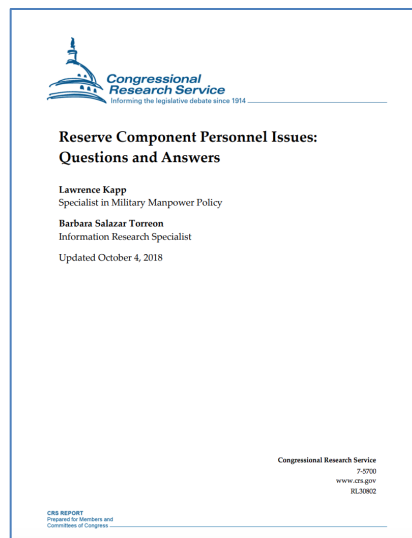 Congressional
Research Service
Informing the legislative debate since 1914
Reserve Component Personnel Issues:
Questions and Answers
Lawrence Kapp
Specialist in Military Manpower Policy
Barbara Salazar Torreon
Information Research Specialist
Updated October 4, 2018
Congressional Research Service
7-5700
www.crs.gov
RL30802
CRS REPORT
Prepared for Members and
Committees of Congress